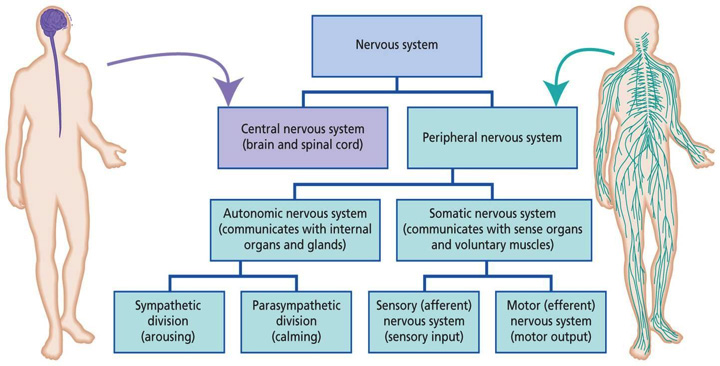 Nervous system
Central nervous system
(brain and spinal cord)
Peripheral nervous system
Autonomic nervous system
(communicates with internal
organs and glands)
Somatic nervous system
(communicates with sense organs
and voluntary muscles)
Sympathetic
division
(arousing)
Parasympathetic
division
(calming)
Sensory (afferent)
nervous system
(sensory input)
Motor (efferent)
nervous system
(motor output)